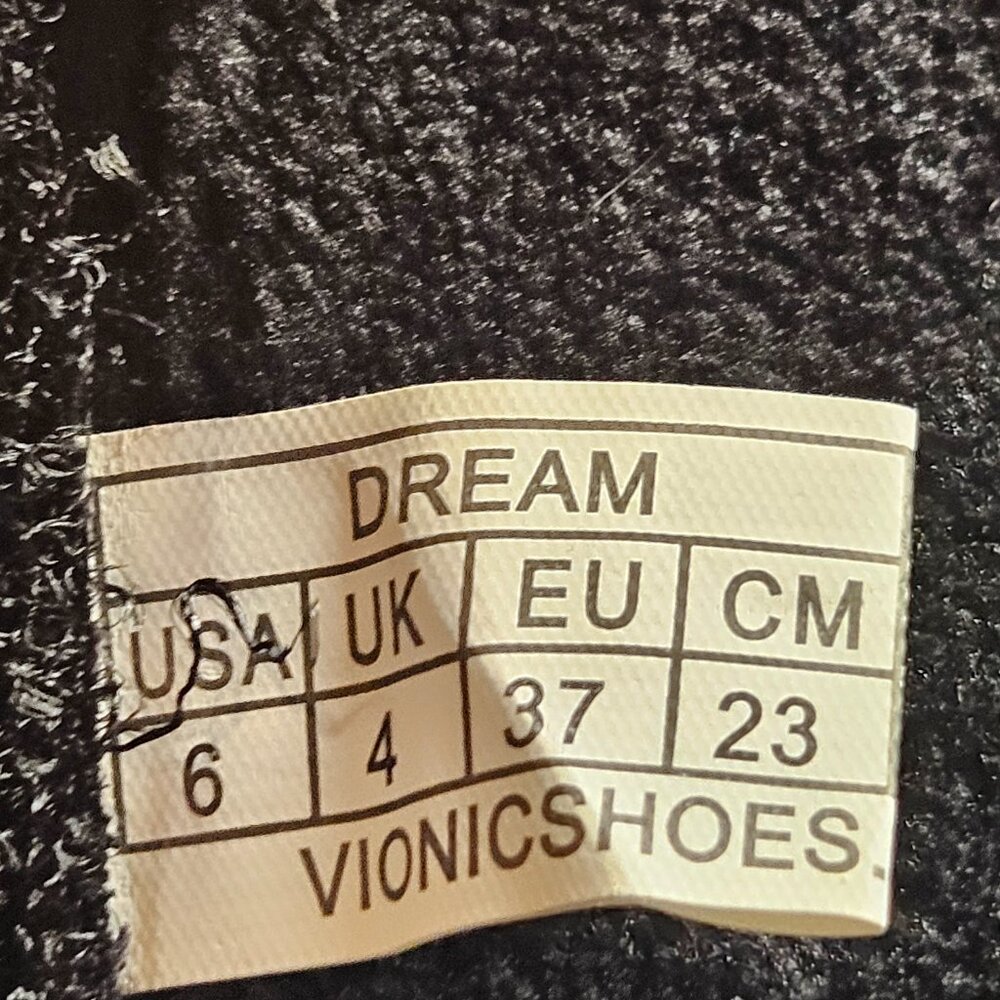 DREAM
USA UK EU CM
6 4 37 23
VIONICSHOES.